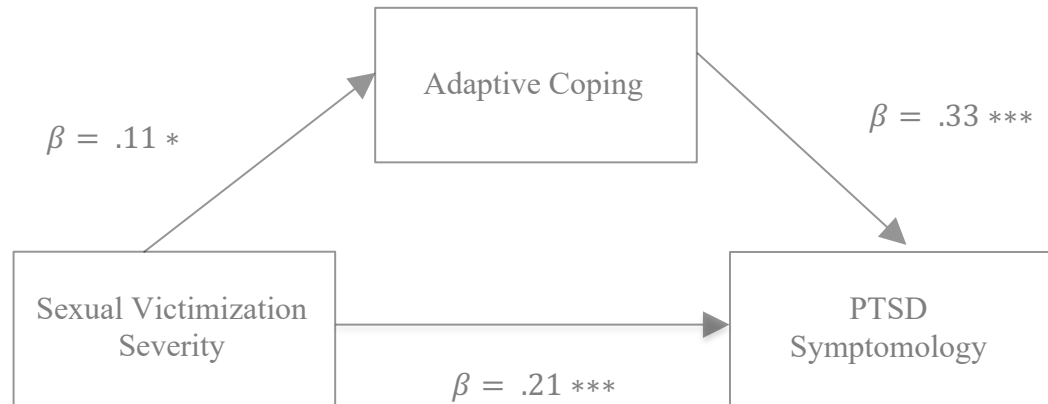 Adaptive Coping
β = .11 *
β = .33 ***
Sexual Victimization
Severity
PTSD
Symptomology
β = .21 ***